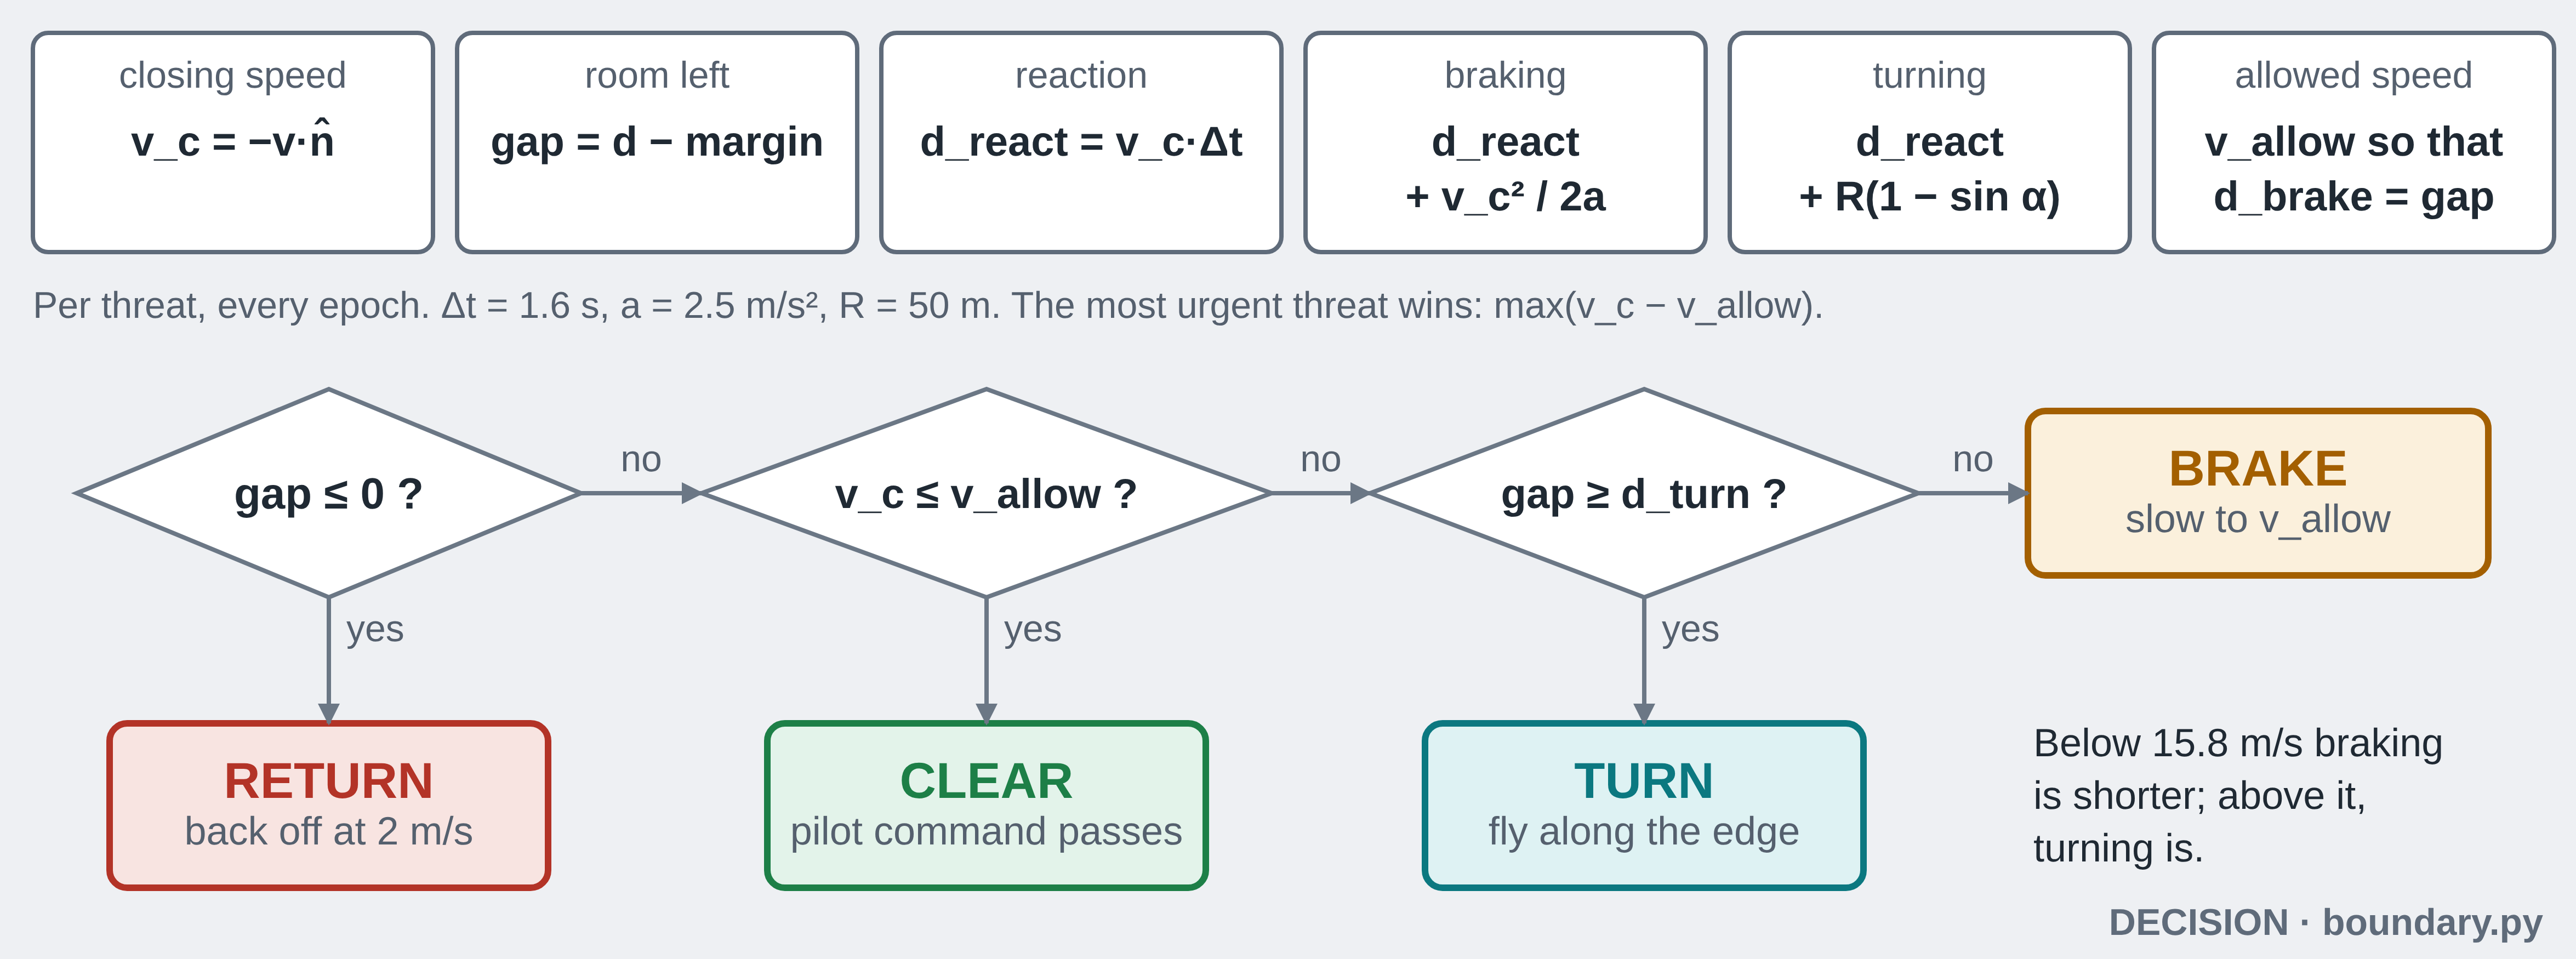 closing speed
v_c = −v·n̂
room left
gap = d − margin
reaction
d_react = v_c·Δt
braking
d_react
+ v_c² / 2a
turning
d_react
+ R(1 − sin α)
allowed speed
v_allow so that
d_brake = gap
Per threat, every epoch. Δt = 1.6 s, a = 2.5 m/s², R = 50 m. The most urgent threat wins: max(v_c − v_allow).
gap ≤ 0 ?
no
v_c ≤ v_allow ?
no
gap ≥ d_turn ?
no
BRAKE
slow to v_allow
yes
yes
yes
RETURN
back off at 2 m/s
CLEAR
pilot command passes
TURN
fly along the edge
Below 15.8 m/s braking
is shorter; above it,
turning is.
DECISION · boundary.py